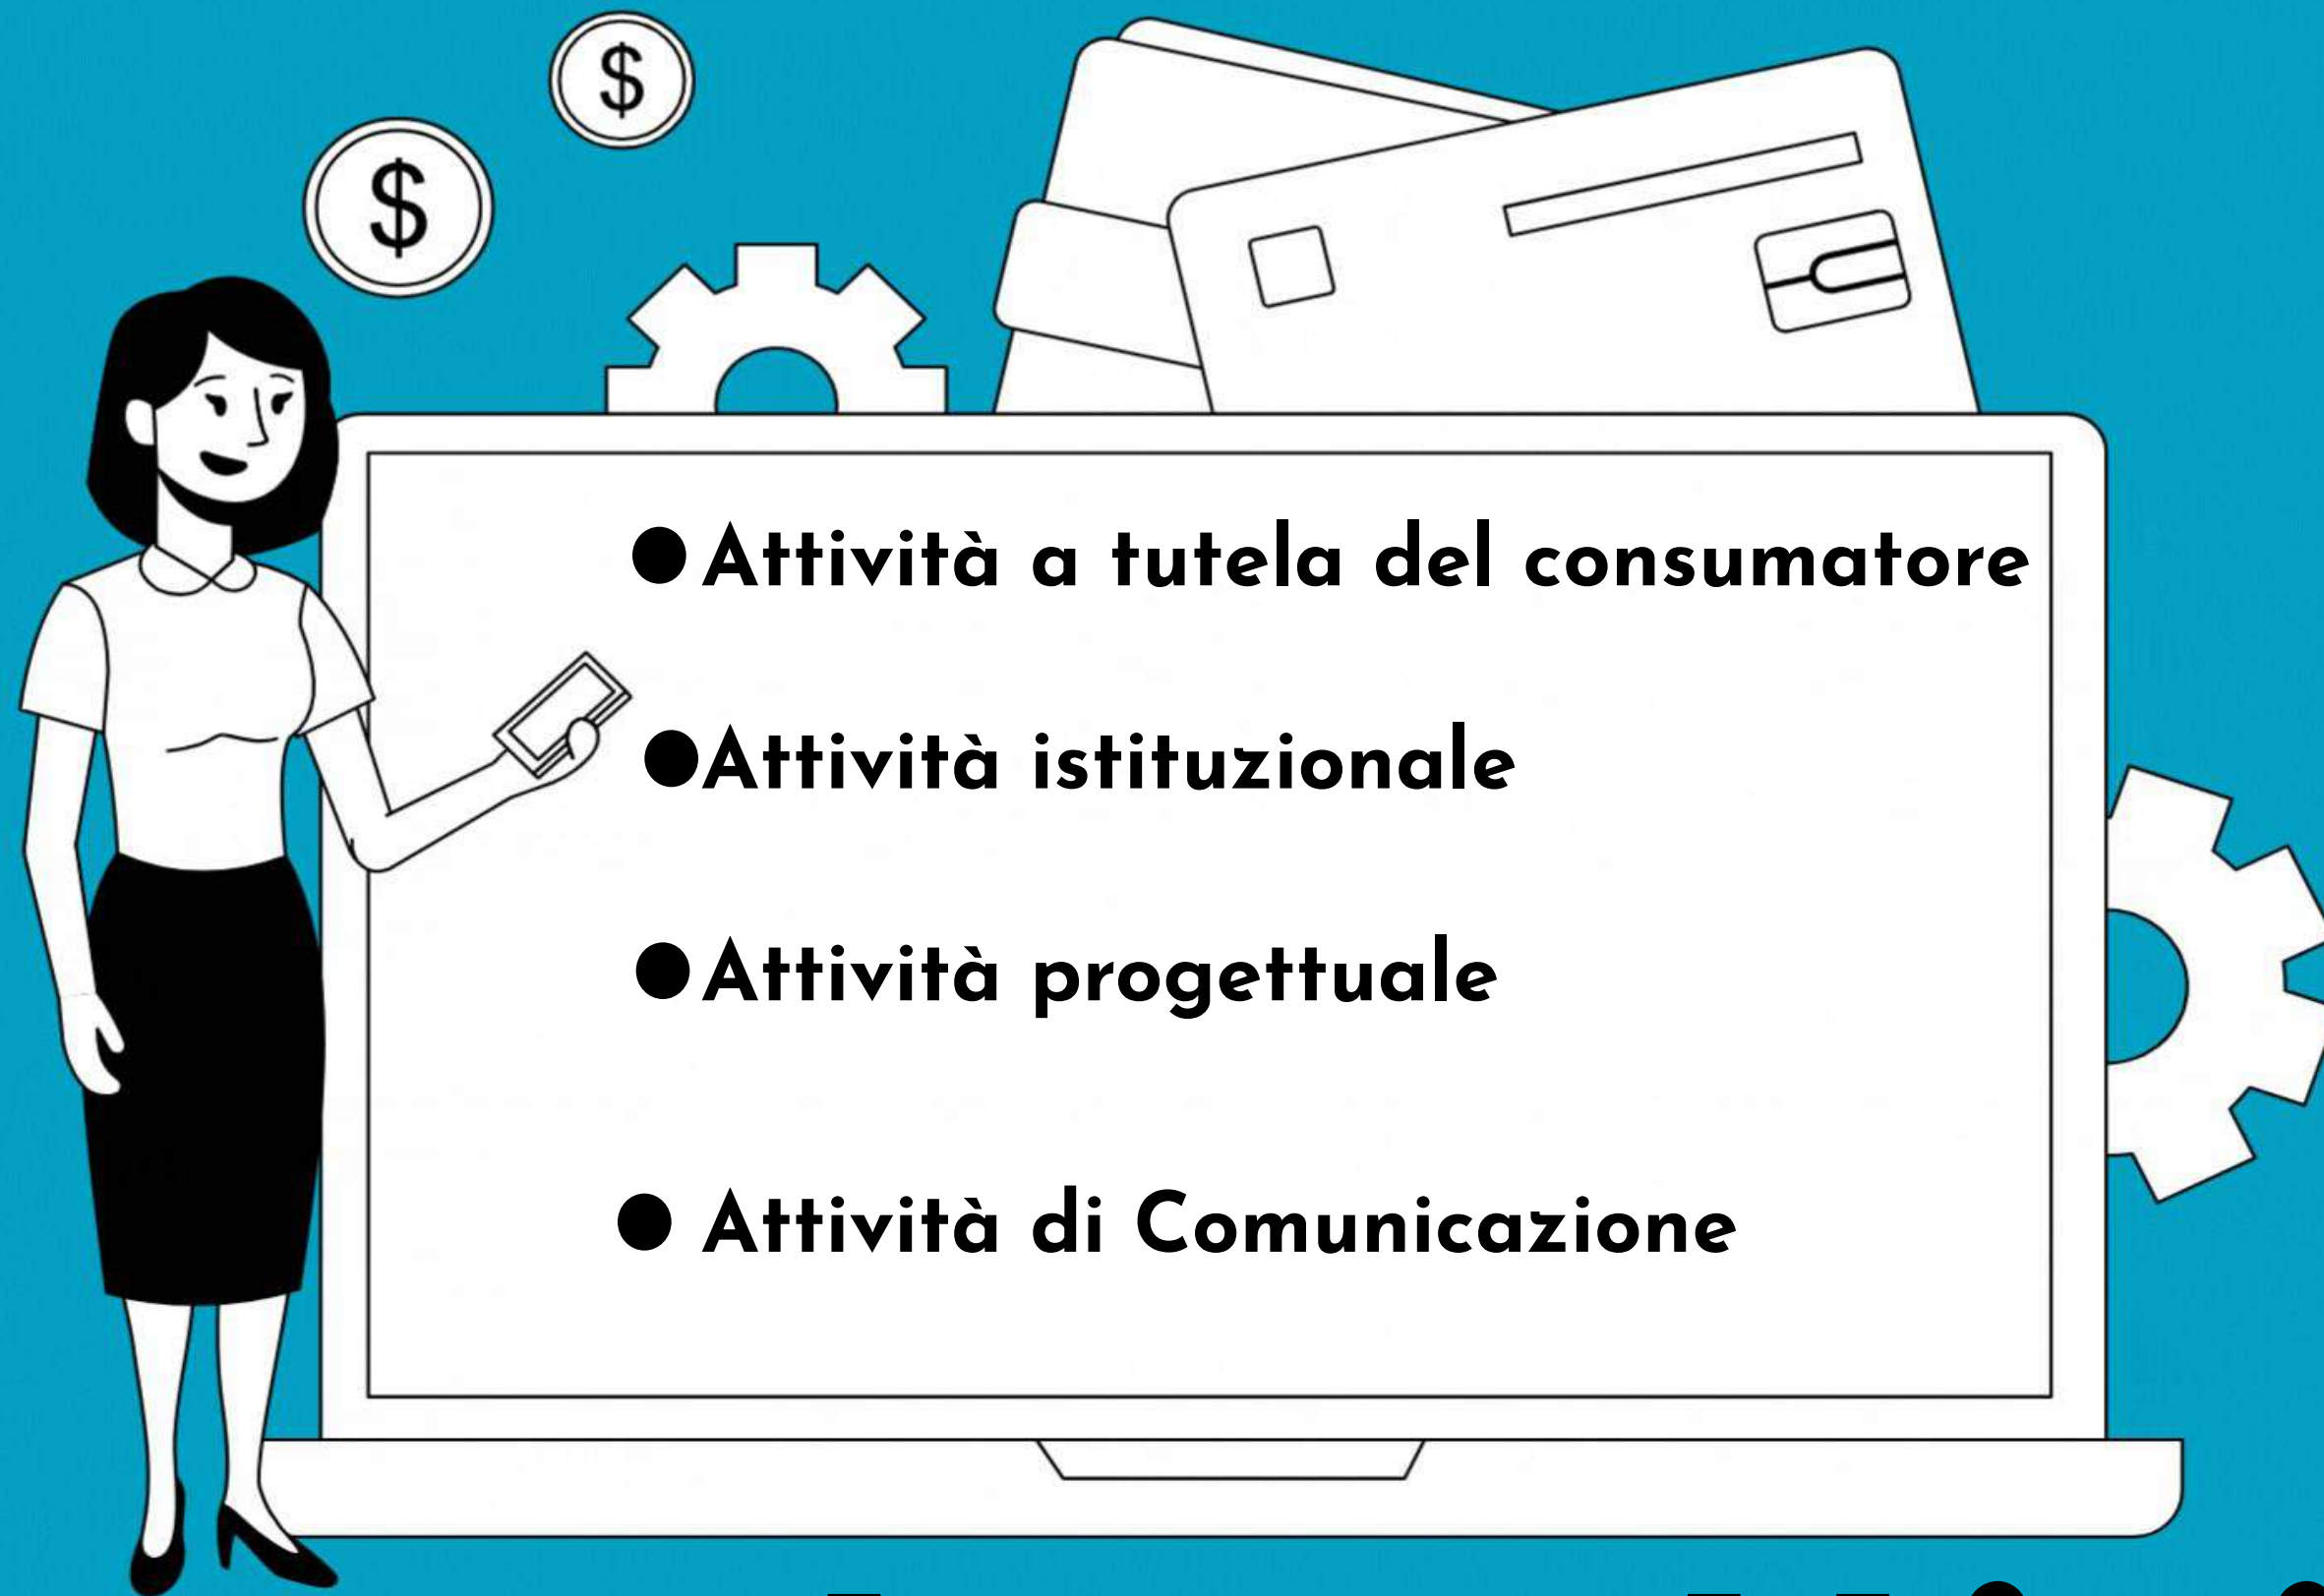 $
$
●Attività a tutela del consumatore
●Attività istituzionale
●Attività progettuale
● Attività di Comunicazione